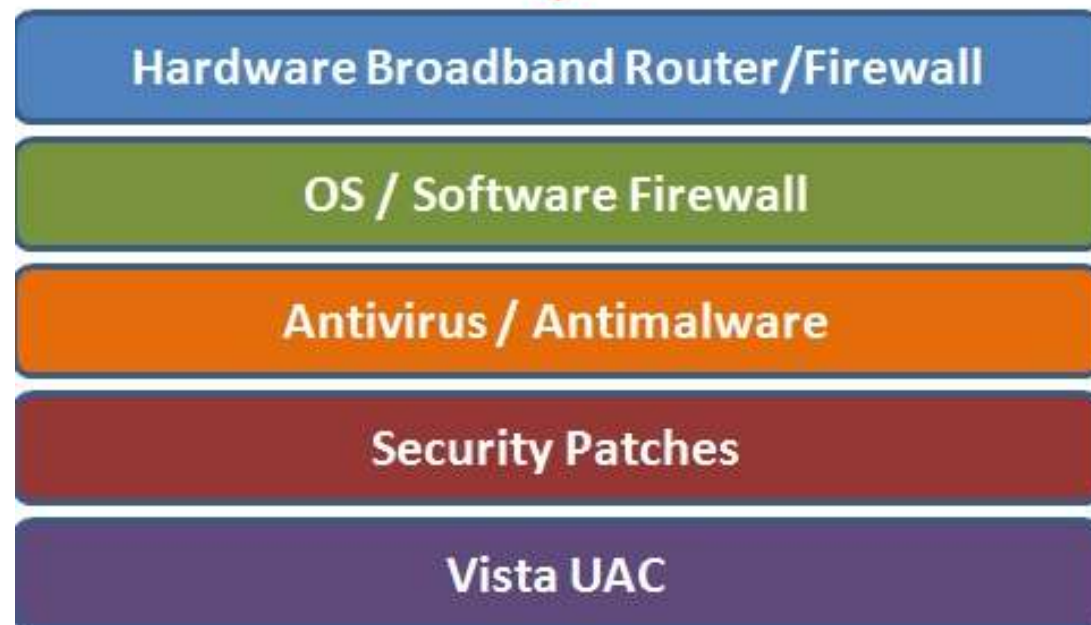 Hardware Broadband Router/Firewall
OS / Software Firewall
Antivirus / Antimalware
Security Patches
Vista UAC